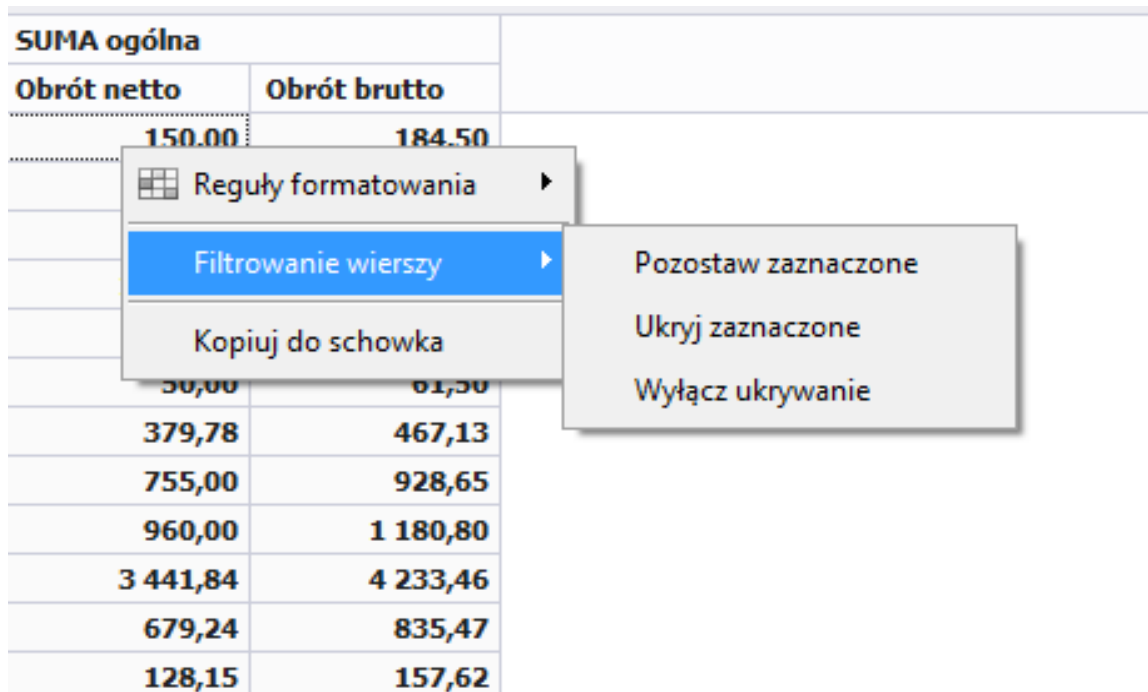 SUMA ogólna
Obrót netto Obrót brutto
150,00 184,50
Reguły formatowania
Filtrowanie wierszy
Pozostaw zaznaczone
Ukryj zaznaczone
Kopiuj do schowka
Wyłącz ukrywanie
50,00 61,50
379,78 467,13
755,00 928,65
960,00 1 180,80
3 441,84 4 233,46
679,24 835,47
128,15 157,62